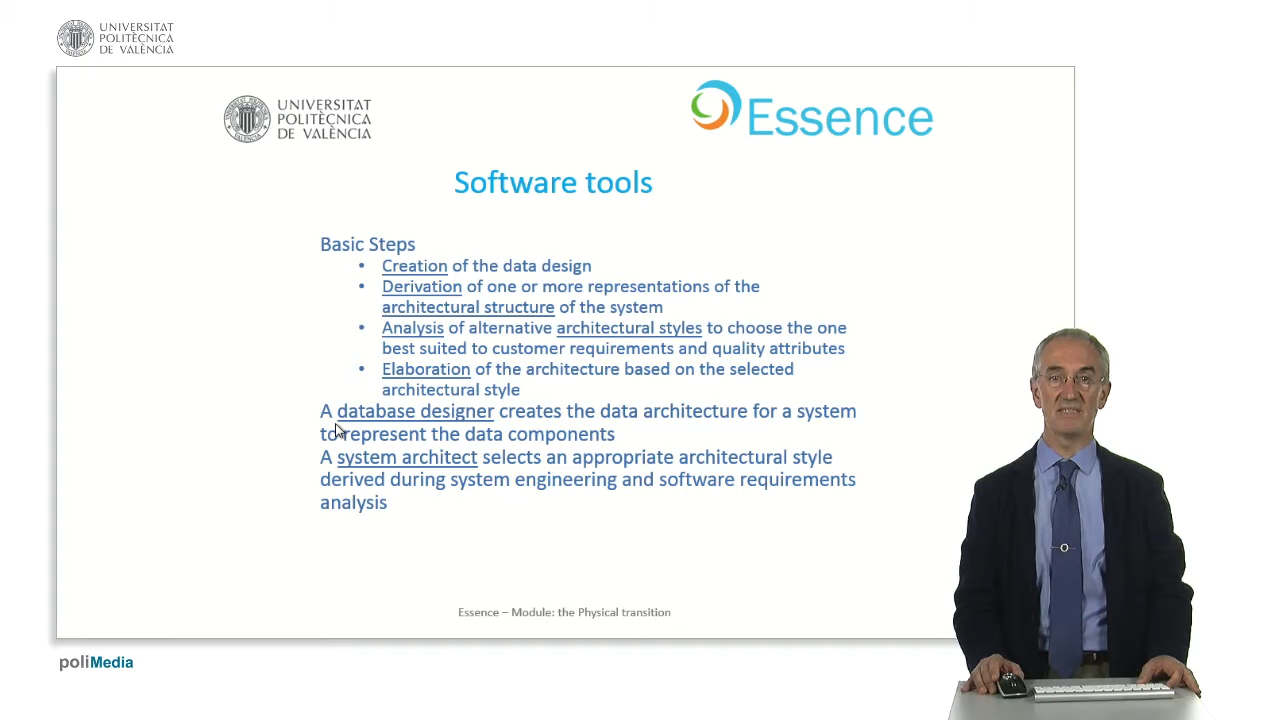 UNIVERSITAT
POLITÈCNICA
DE VALÈNCIA
UNIVERSITAT
POLITÈCNICA
DE VALÈNCIA
Essence
Software tools
Basic Steps
• Creation of the data design
• Derivation of one or more representations of the
architectural structure of the system
• Analysis of alternative architectural styles to choose the one
best suited to customer requirements and quality attributes
• Elaboration of the architecture based on the selected
architectural style
A database designer creates the data architecture for a system
to represent the data components
A system architect selects an appropriate architectural style
derived during system engineering and software requirements
analysis
Essence – Module: the Physical transition
poliMedia